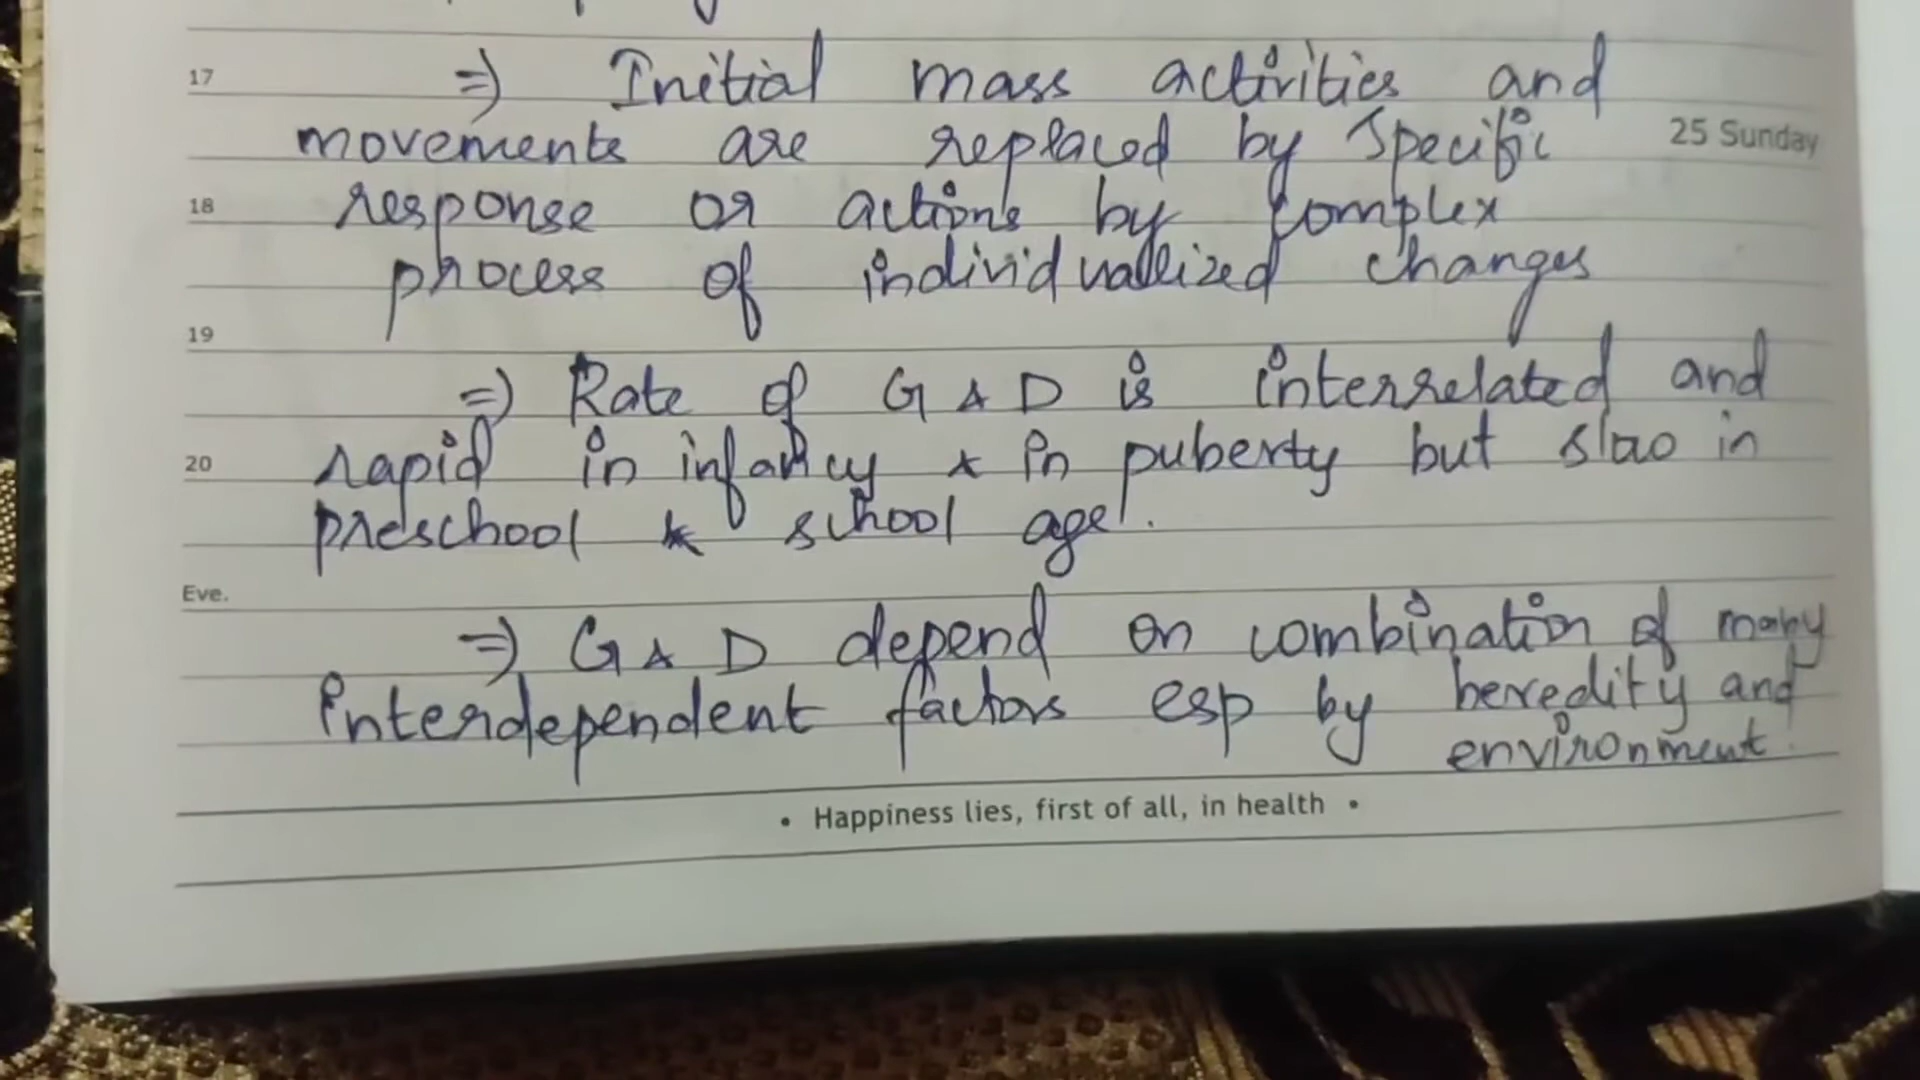 17 => Initial mass activities and
movements are replaced by specific 25 Sunday
18 response or actions by complex
process of individuallized changes
19
=> Rate of G & D is interrelated and
20 rapid in infancy & in puberty but slow in
preschool & school age.
Eve.
=> G & D depend on combination of many
interdependent factors esp by heredity and
environment.
• Happiness lies, first of all, in health •